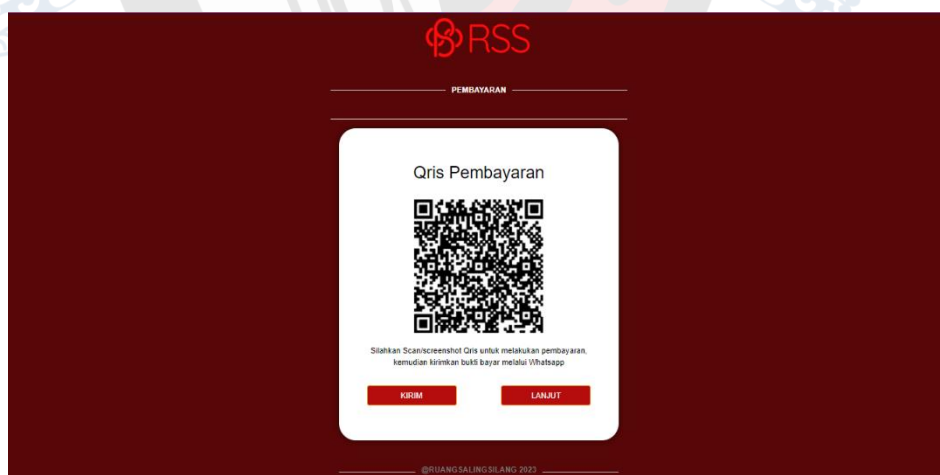 RSS
PEMBAYARAN
Qris Pembayaran
Silahkan Scan/screenshot Qris untuk melakukan pembayaran,
kemudian kirimkan bukti bayar melalui Whatsapp
KIRIM
LANJUT
@RUANGSALINGSILANG 2023